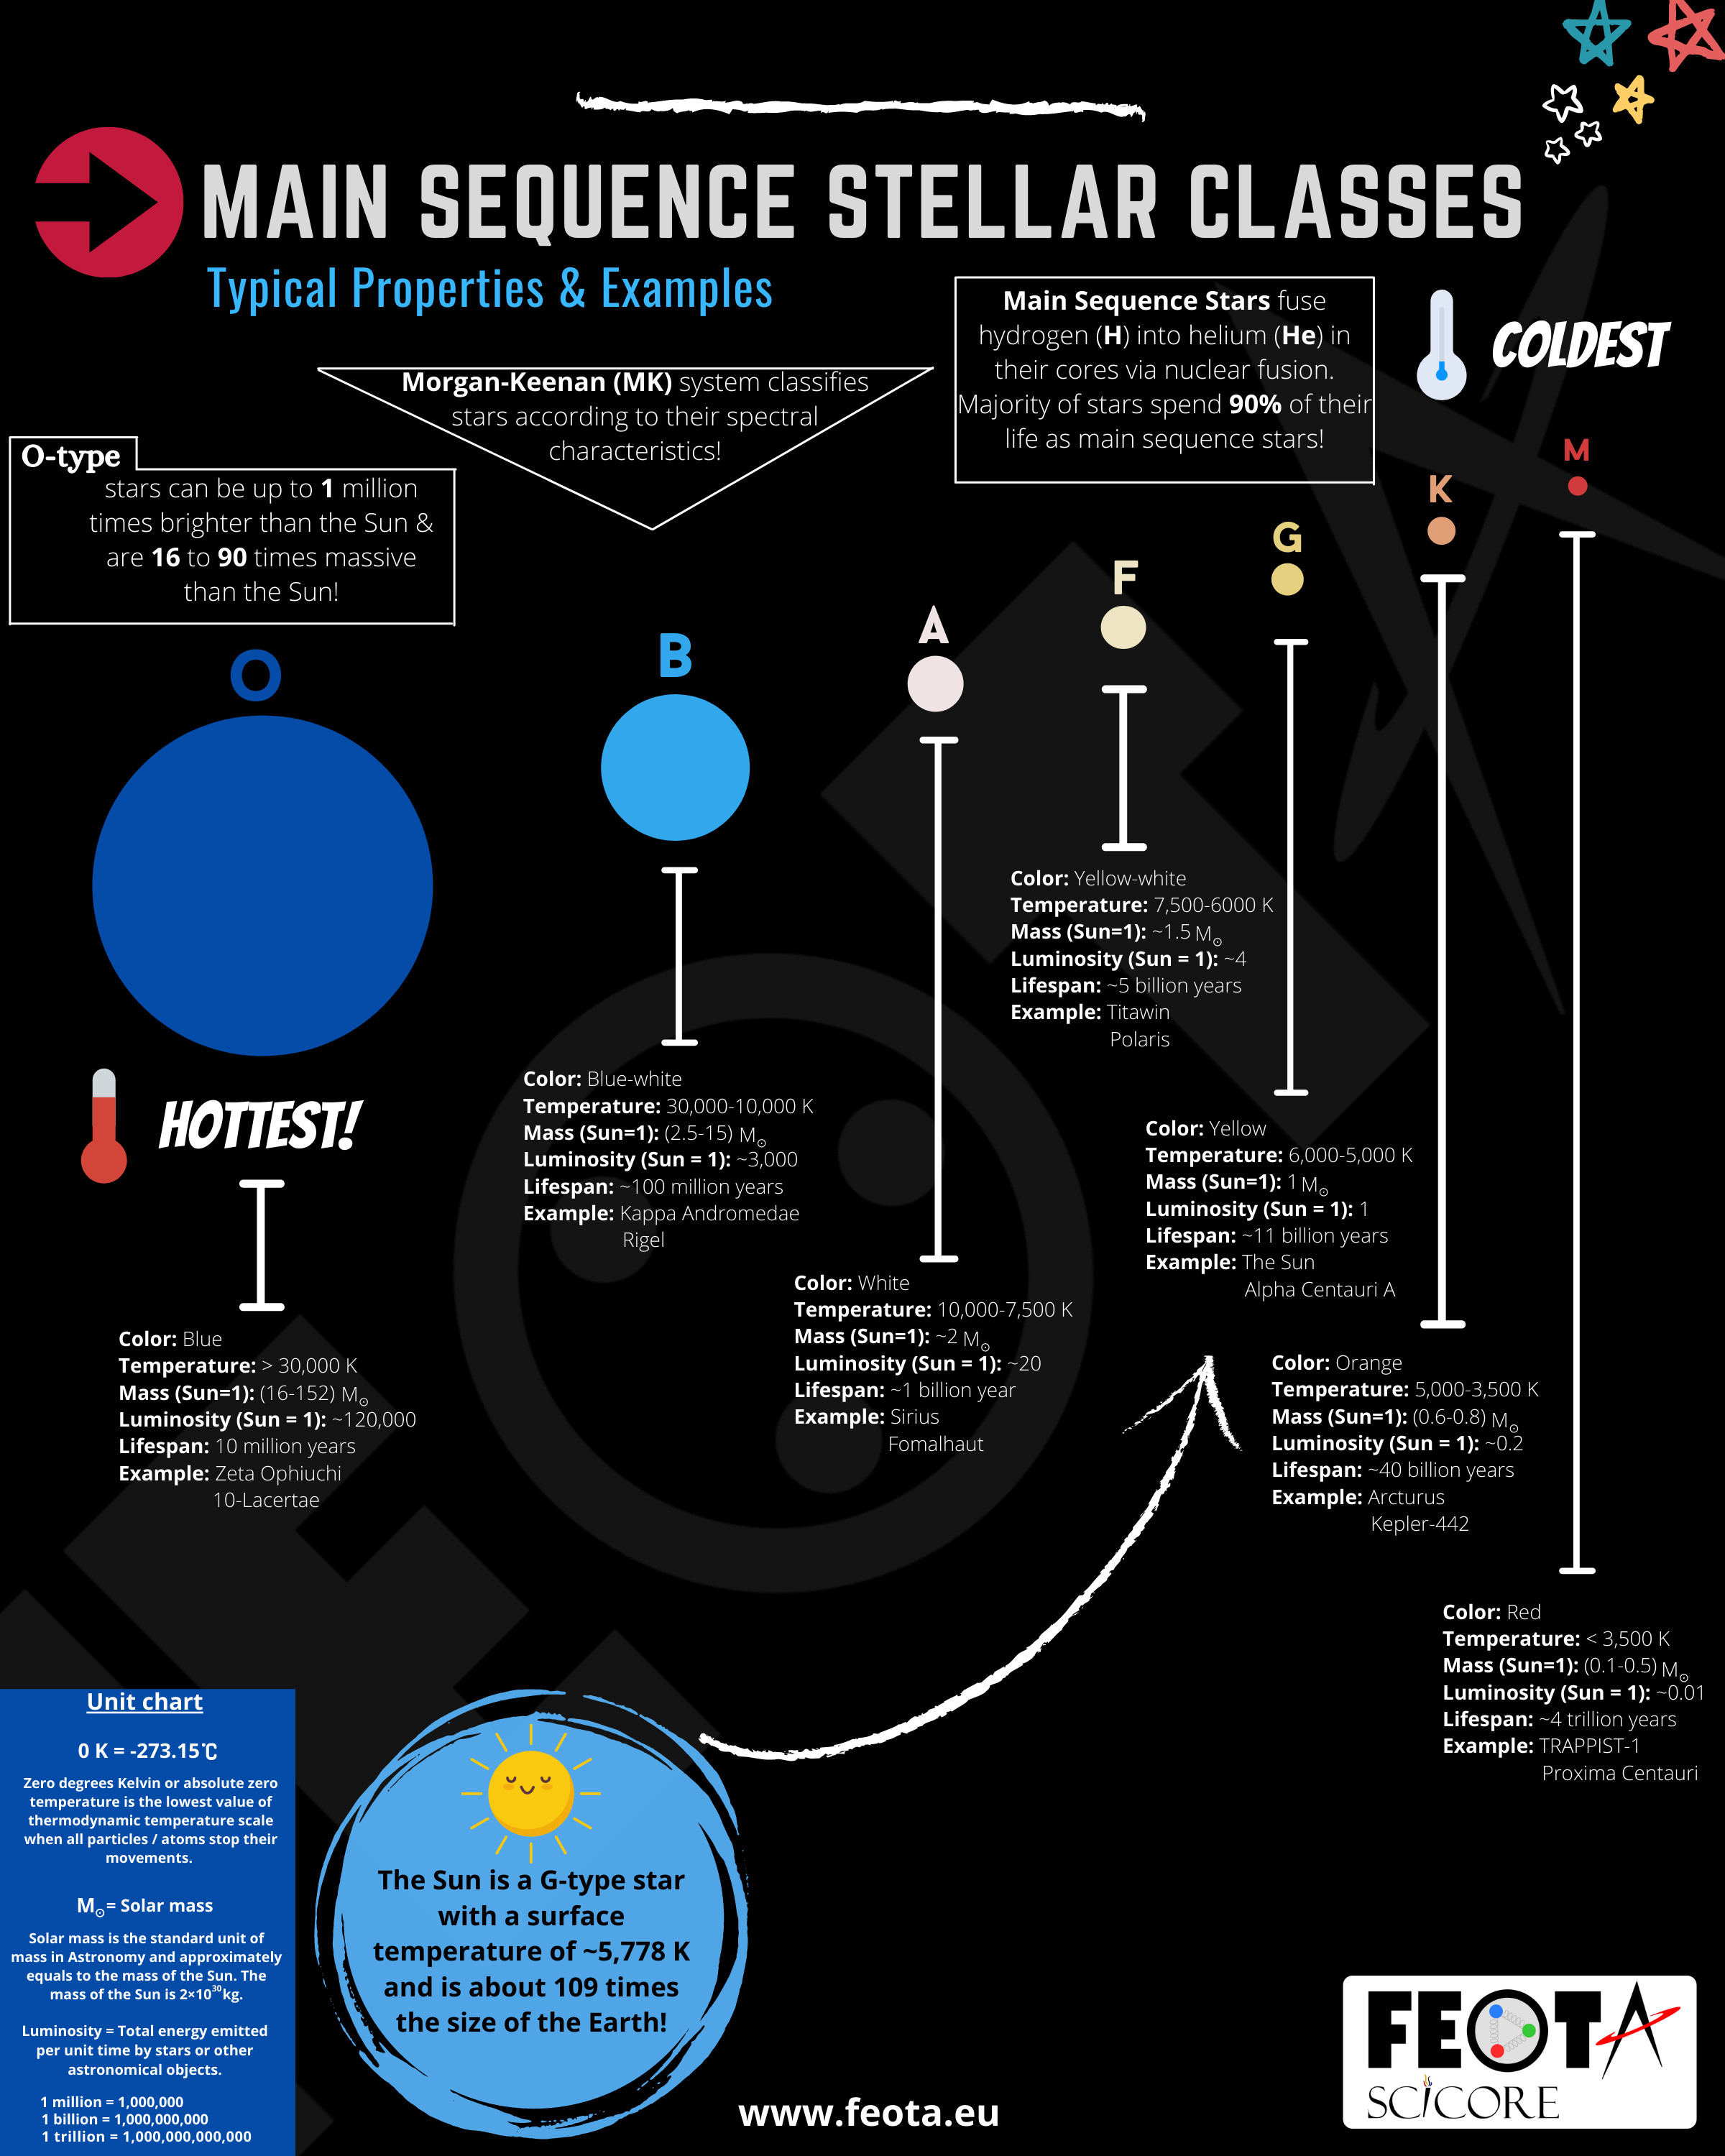 MAIN SEQUENCE STELLAR CLASSES
Typical Properties & Examples
Main Sequence Stars fuse
hydrogen (H) into helium (He) in
their cores via nuclear fusion.
Majority of stars spend 90% of their
life as main sequence stars!
COLDEST
Morgan-Keenan (MK) system classifies
stars according to their spectral
characteristics!
O-type
stars can be up to 1 million
times brighter than the Sun &
are 16 to 90 times massive
than the Sun!
O
B
A
F
G
K
M
HOTTEST!
Color: Blue
Temperature: > 30,000 K
Mass (Sun=1): (16-152) M☉
Luminosity (Sun = 1): ~120,000
Lifespan: 10 million years
Example: Zeta Ophiuchi
10-Lacertae
Color: Blue-white
Temperature: 30,000-10,000 K
Mass (Sun=1): (2.5-15) M☉
Luminosity (Sun = 1): ~3,000
Lifespan: ~100 million years
Example: Kappa Andromedae
Rigel
Color: White
Temperature: 10,000-7,500 K
Mass (Sun=1): ~2 M☉
Luminosity (Sun = 1): ~20
Lifespan: ~1 billion year
Example: Sirius
Fomalhaut
Color: Yellow-white
Temperature: 7,500-6000 K
Mass (Sun=1): ~1.5 M☉
Luminosity (Sun = 1): ~4
Lifespan: ~5 billion years
Example: Titawin
Polaris
Color: Yellow
Temperature: 6,000-5,000 K
Mass (Sun=1): 1 M☉
Luminosity (Sun = 1): 1
Lifespan: ~11 billion years
Example: The Sun
Alpha Centauri A
Color: Orange
Temperature: 5,000-3,500 K
Mass (Sun=1): (0.6-0.8) M☉
Luminosity (Sun = 1): ~0.2
Lifespan: ~40 billion years
Example: Arcturus
Kepler-442
Color: Red
Temperature: < 3,500 K
Mass (Sun=1): (0.1-0.5) M☉
Luminosity (Sun = 1): ~0.01
Lifespan: ~4 trillion years
Example: TRAPPIST-1
Proxima Centauri
Unit chart
0 K = -273.15℃
Zero degrees Kelvin or absolute zero
temperature is the lowest value of
thermodynamic temperature scale
when all particles / atoms stop their
movements.
M☉ = Solar mass
Solar mass is the standard unit of
mass in Astronomy and approximately
equals to the mass of the Sun. The
mass of the Sun is 2×10³⁰ kg.
Luminosity = Total energy emitted
per unit time by stars or other
astronomical objects.
1 million = 1,000,000
1 billion = 1,000,000,000
1 trillion = 1,000,000,000,000
The Sun is a G-type star
with a surface
temperature of ~5,778 K
and is about 109 times
the size of the Earth!
www.feota.eu
FEOTA
SCICORE